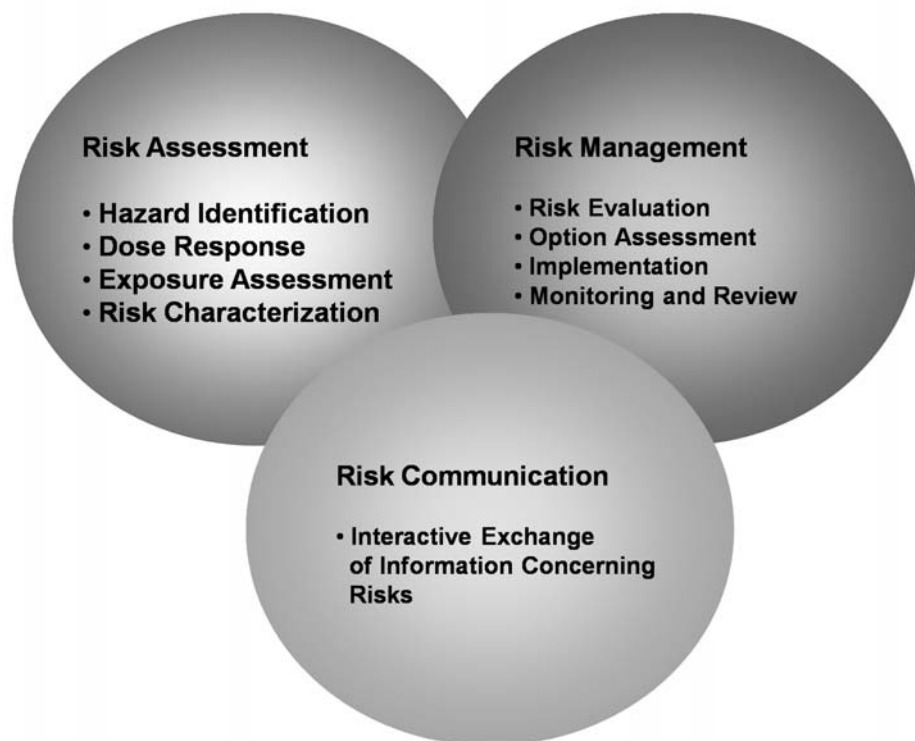 Risk Assessment
• Hazard Identification
• Dose Response
• Exposure Assessment
• Risk Characterization
Risk Management
• Risk Evaluation
• Option Assessment
• Implementation
• Monitoring and Review
Risk Communication
• Interactive Exchange
of Information Concerning
Risks